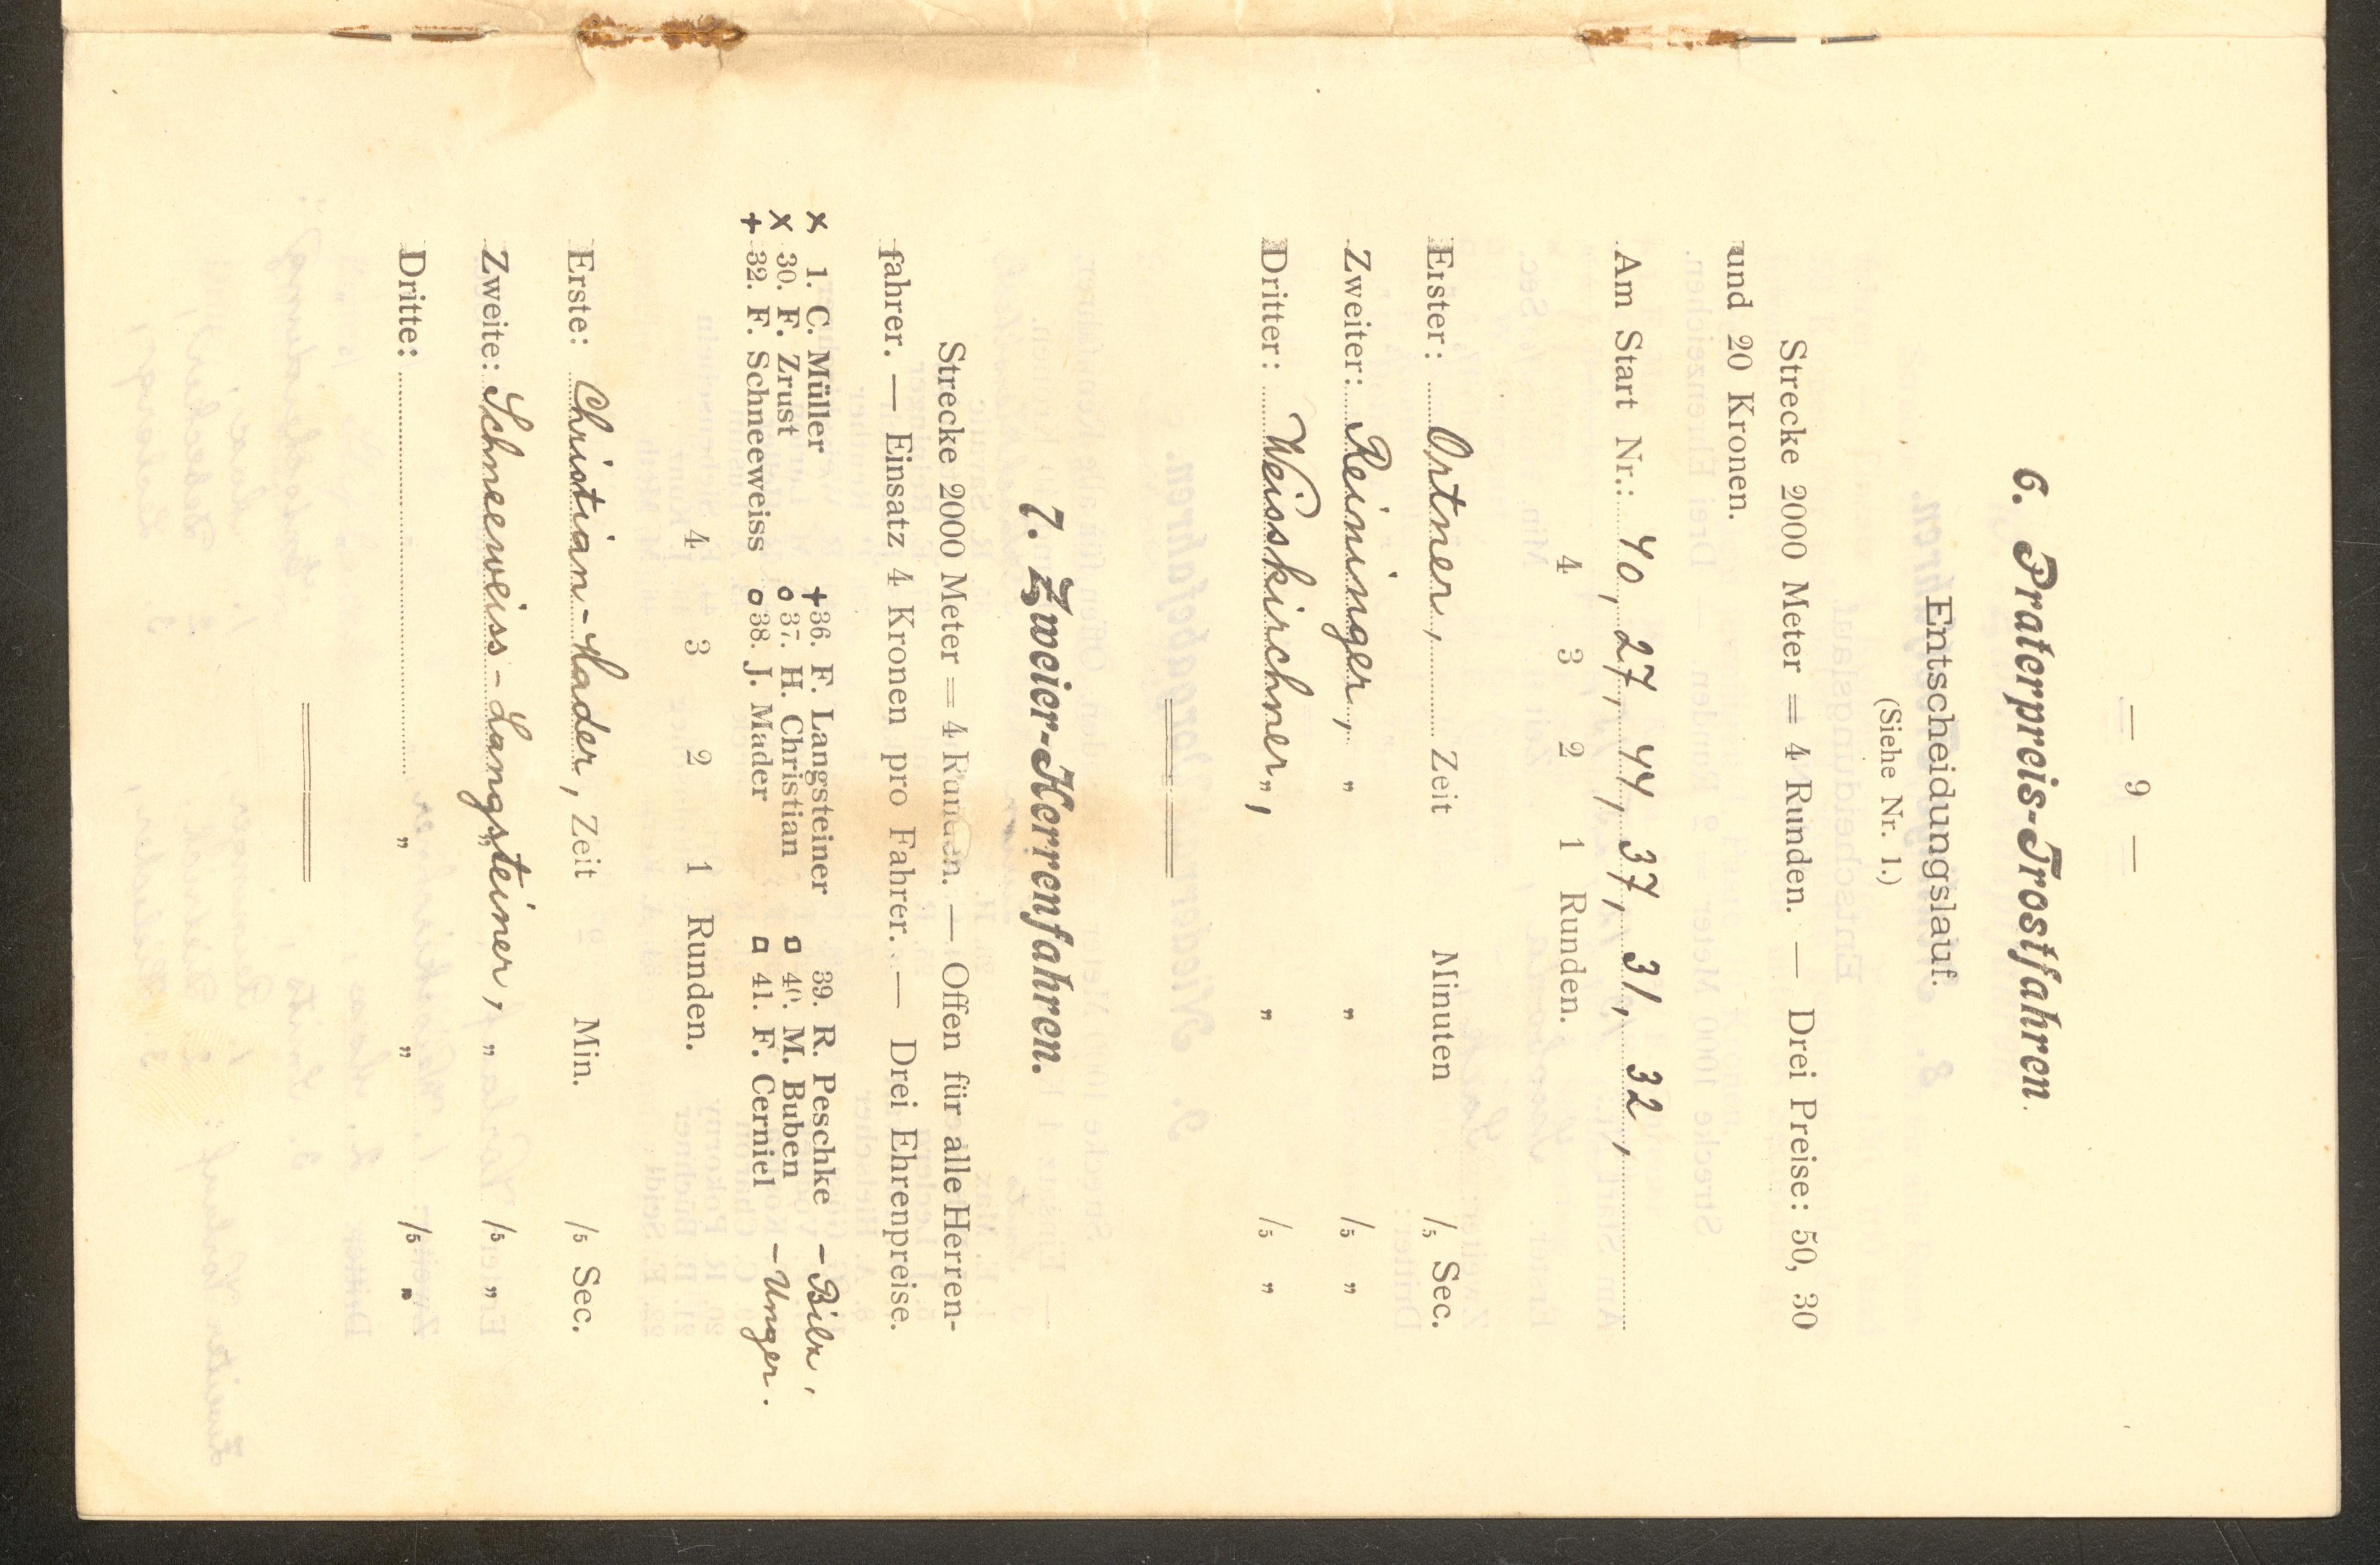 — 9 —
6. Praterpreis-Trostfahren.
Entscheidungslauf.
(Siehe Nr. 1.)
Strecke 2000 Meter = 4 Runden. — Drei Preise: 50, 30
und 20 Kronen.
Am Start Nr.: 40, 27, 44, 37, 31, 32,
4 3 2 1 Runden.
Erster: Ortner, Zeit Minuten /5 Sec.
Zweiter: Reininger, „ „ /5 „
Dritter: Weisskirchner, „ „ /5 „
7. Zweier-Herrenfahren.
Strecke 2000 Meter = 4 Runden. — Offen für alle Herren-
fahrer. — Einsatz 4 Kronen pro Fahrer. — Drei Ehrenpreise.
x 1. C. Müller +36. F. Langsteiner 39. R. Peschke – Bilx,
x 30. F. Zrust o 37. H. Christian □ 40. M. Buben
+ 32. F. Schneeweiss o 38. J. Mader □ 41. F. Cerniel – Unger.
4 3 2 1 Runden.
Erste: Christian-Mader, Zeit Min. /5 Sec.
Zweite: Schneeweiss-Langsteiner, „ „ /5 „
Dritte: „ „ /5 „